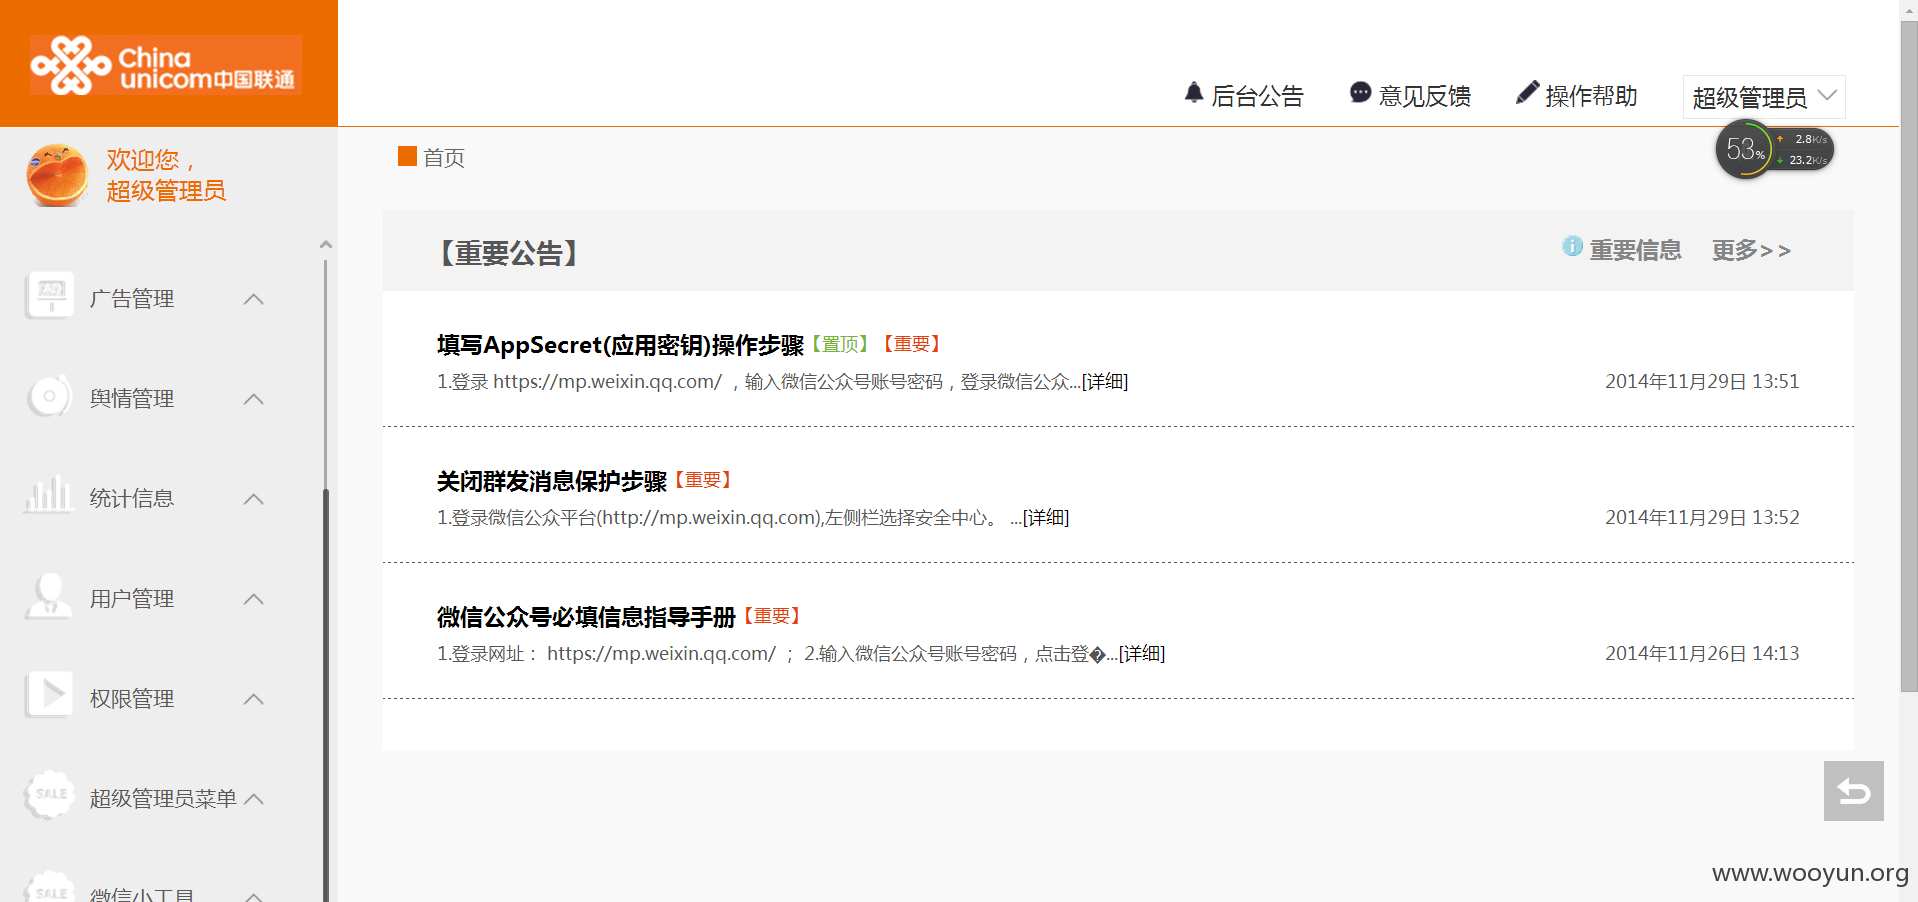 China
unicom中国联通
后台公告
意见反馈
操作帮助
超级管理员
欢迎您，
超级管理员
首页
53%
2.8K/s
23.2K/s
【重要公告】
重要信息
更多>>
填写AppSecret(应用密钥)操作步骤【置顶】【重要】
1.登录 https://mp.weixin.qq.com/ ，输入微信公众号账号密码，登录微信公众...[详细]
2014年11月29日 13:51
关闭群发消息保护步骤【重要】
1.登录微信公众平台(http://mp.weixin.qq.com),左侧栏选择安全中心。 ...[详细]
2014年11月29日 13:52
微信公众号必填信息指导手册【重要】
1.登录网址： https://mp.weixin.qq.com/ ； 2.输入微信公众号账号密码，点击登�...[详细]
2014年11月26日 14:13
AD
广告管理
舆情管理
统计信息
用户管理
权限管理
SALE
超级管理员菜单
SALE
微信小工具
www.wooyun.org